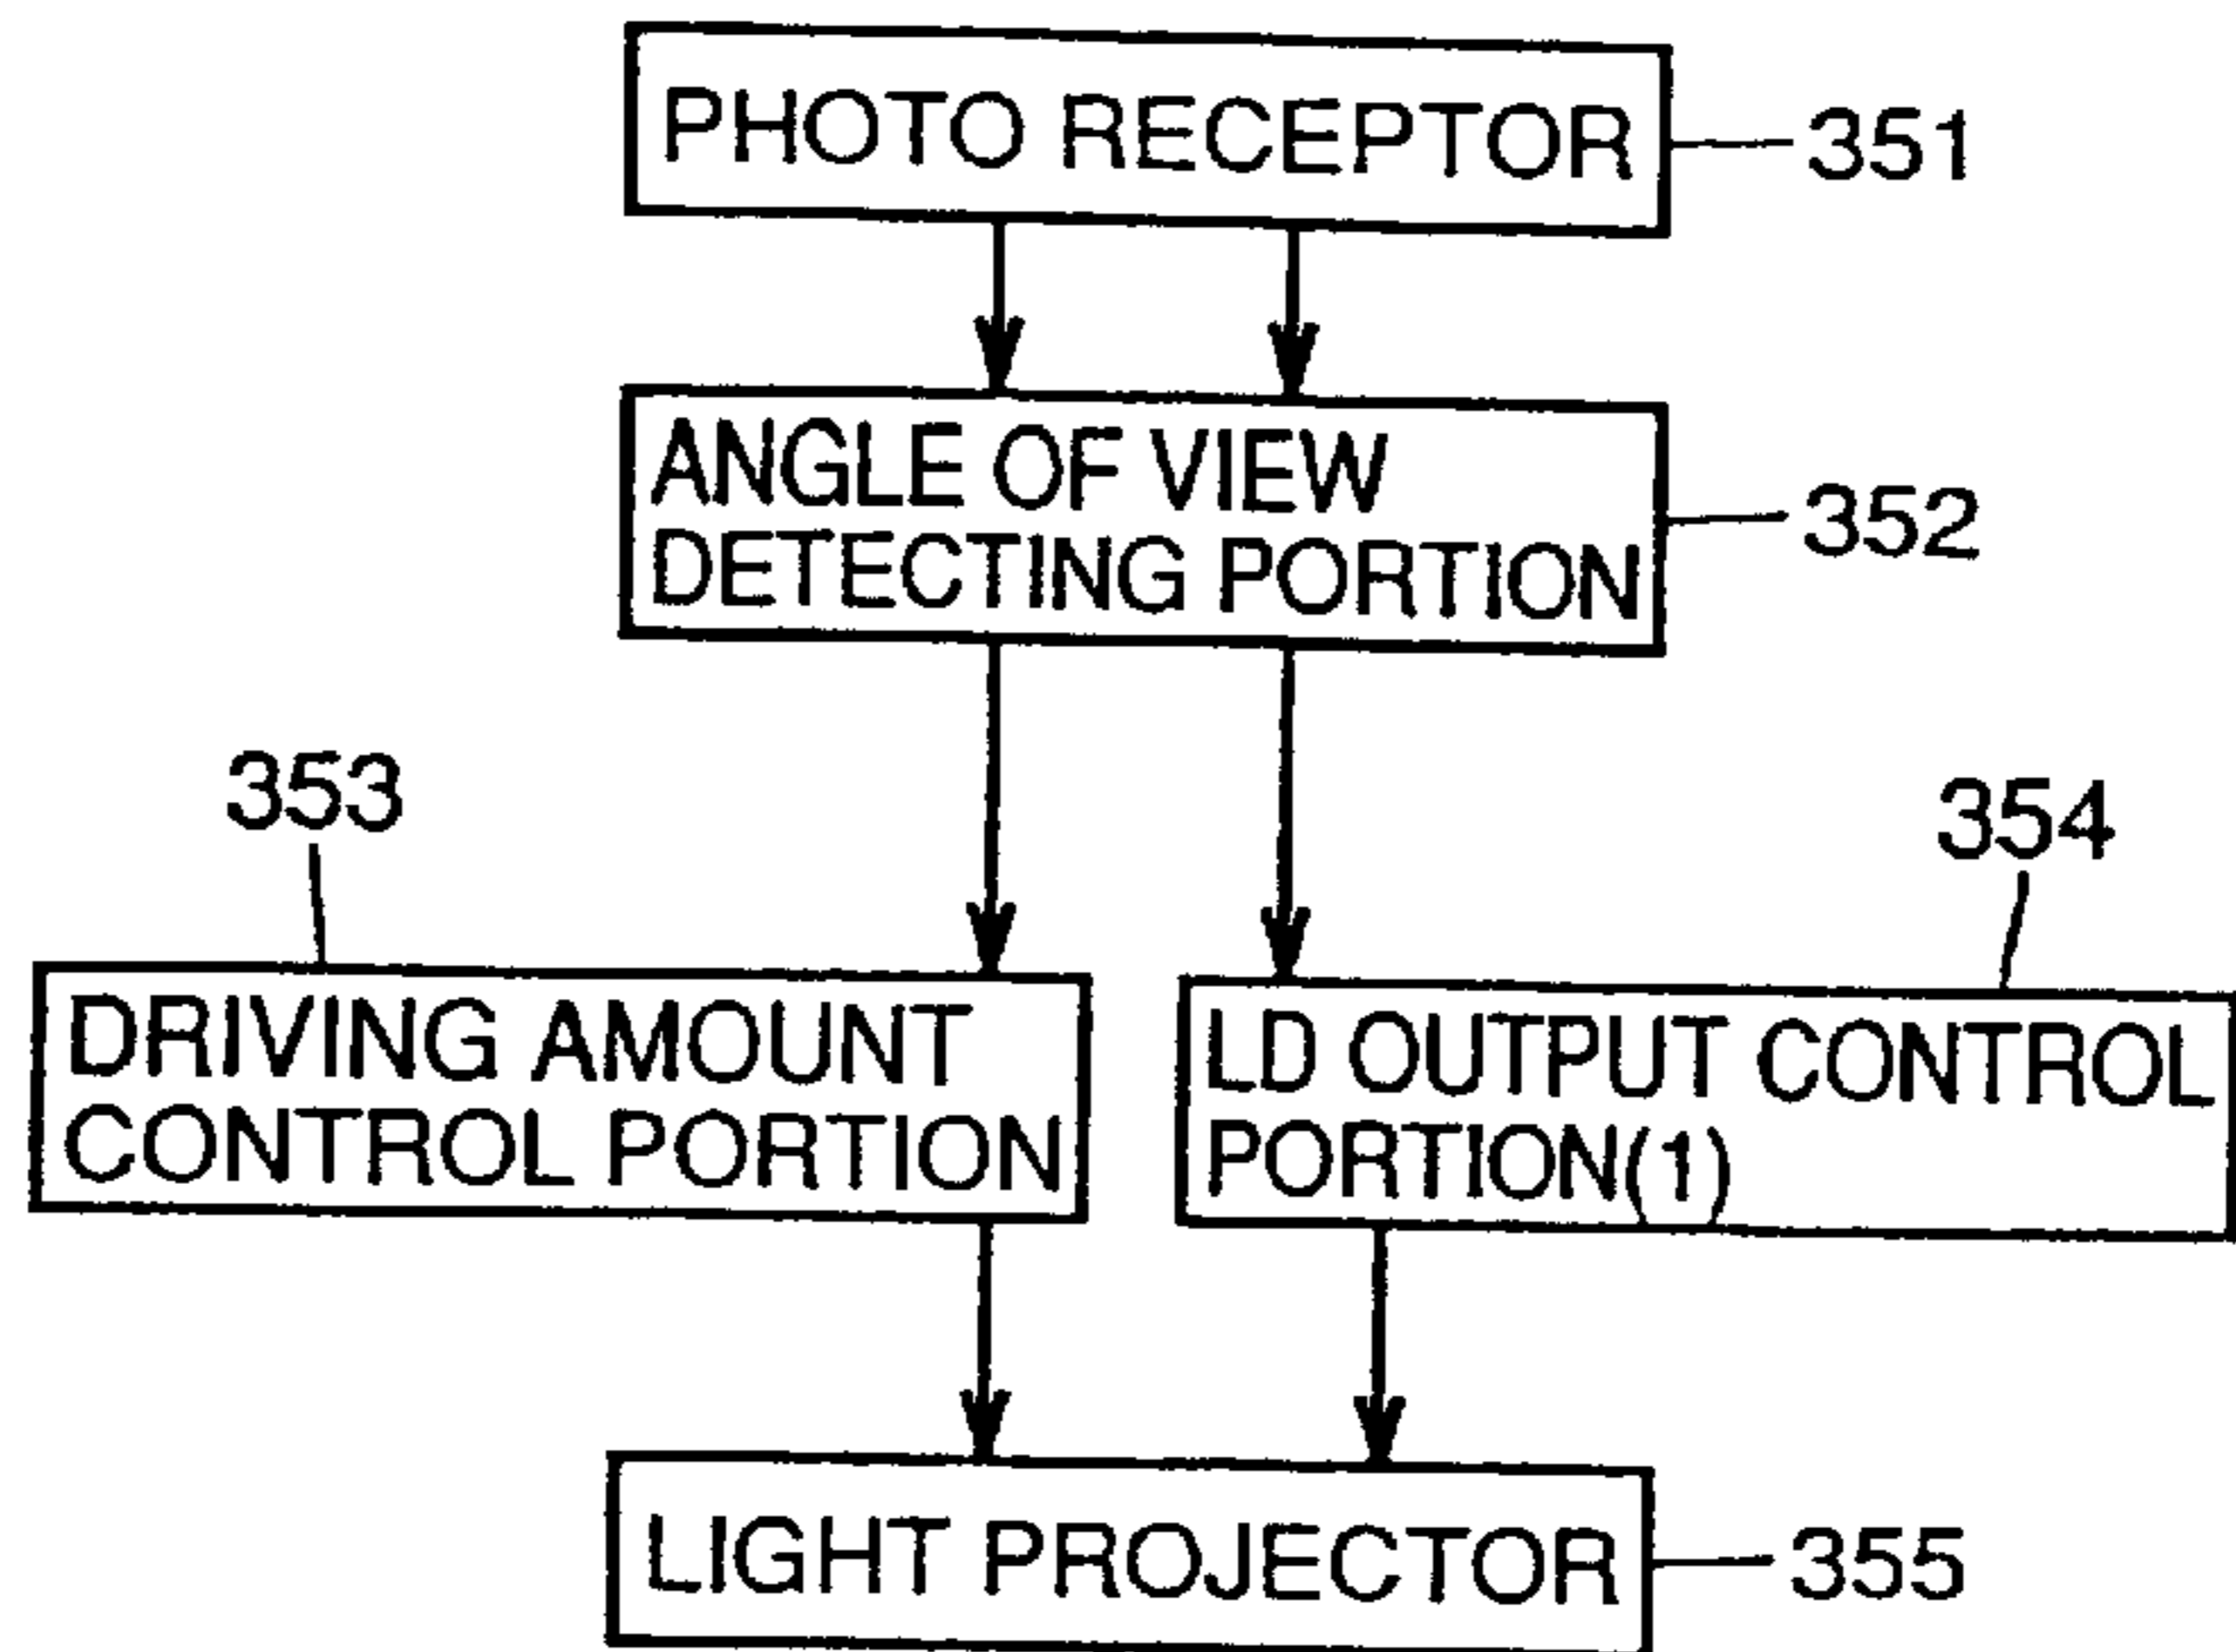 PHOTO RECEPTOR
351
ANGLE OF VIEW
DETECTING PORTION
352
353
354
DRIVING AMOUNT
CONTROL PORTION
LD OUTPUT CONTROL
PORTION(1)
LIGHT PROJECTOR
355